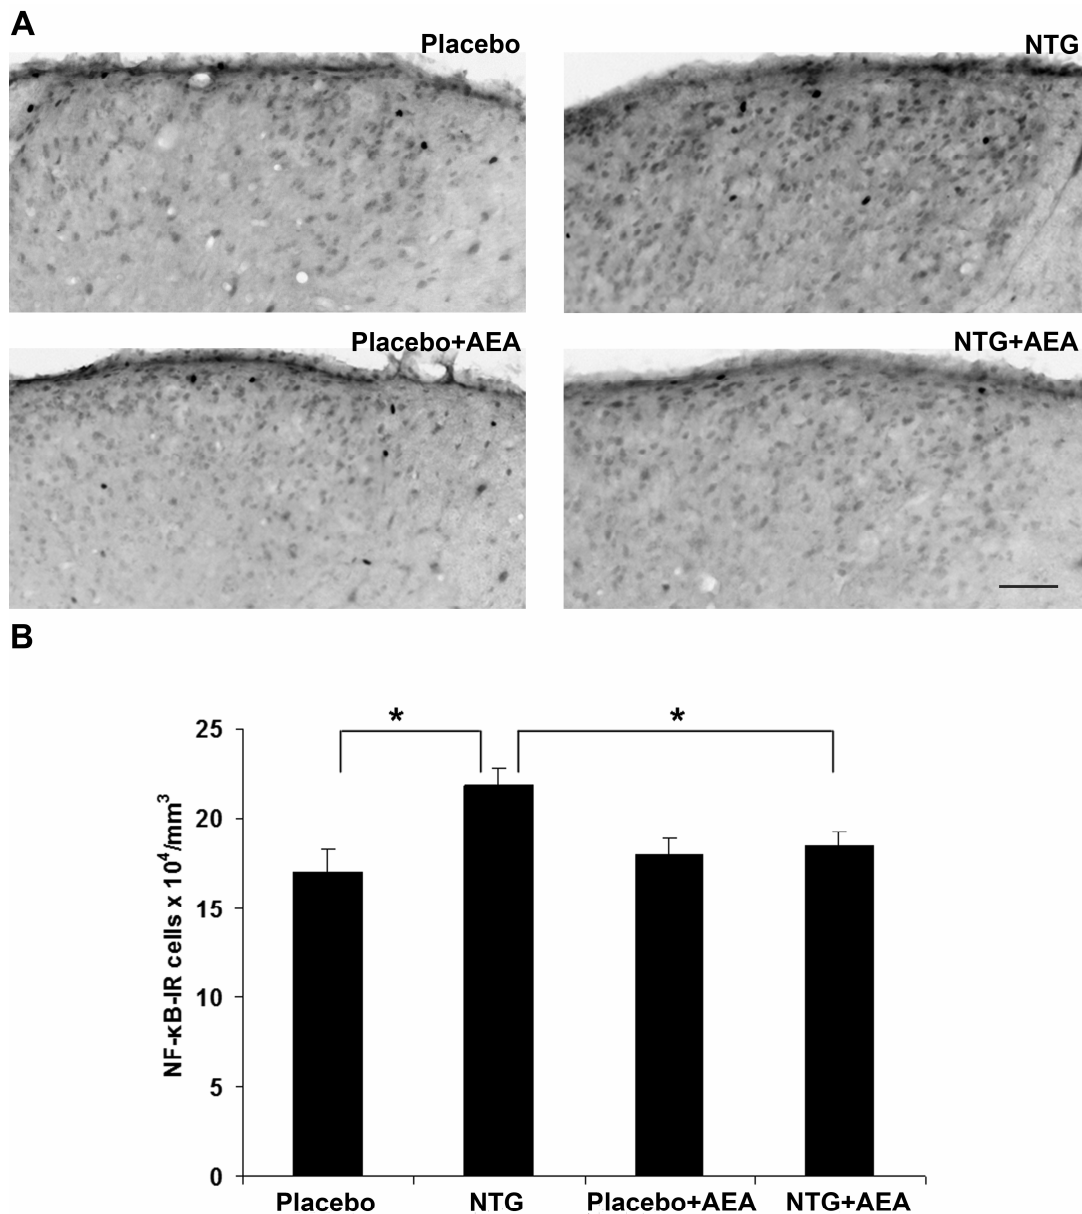 A
Placebo
NTG
Placebo+AEA
NTG+AEA
B
NF-κB-IR cells x 10⁴/mm³
25
20
15
10
5
0
*
*
Placebo
NTG
Placebo+AEA
NTG+AEA